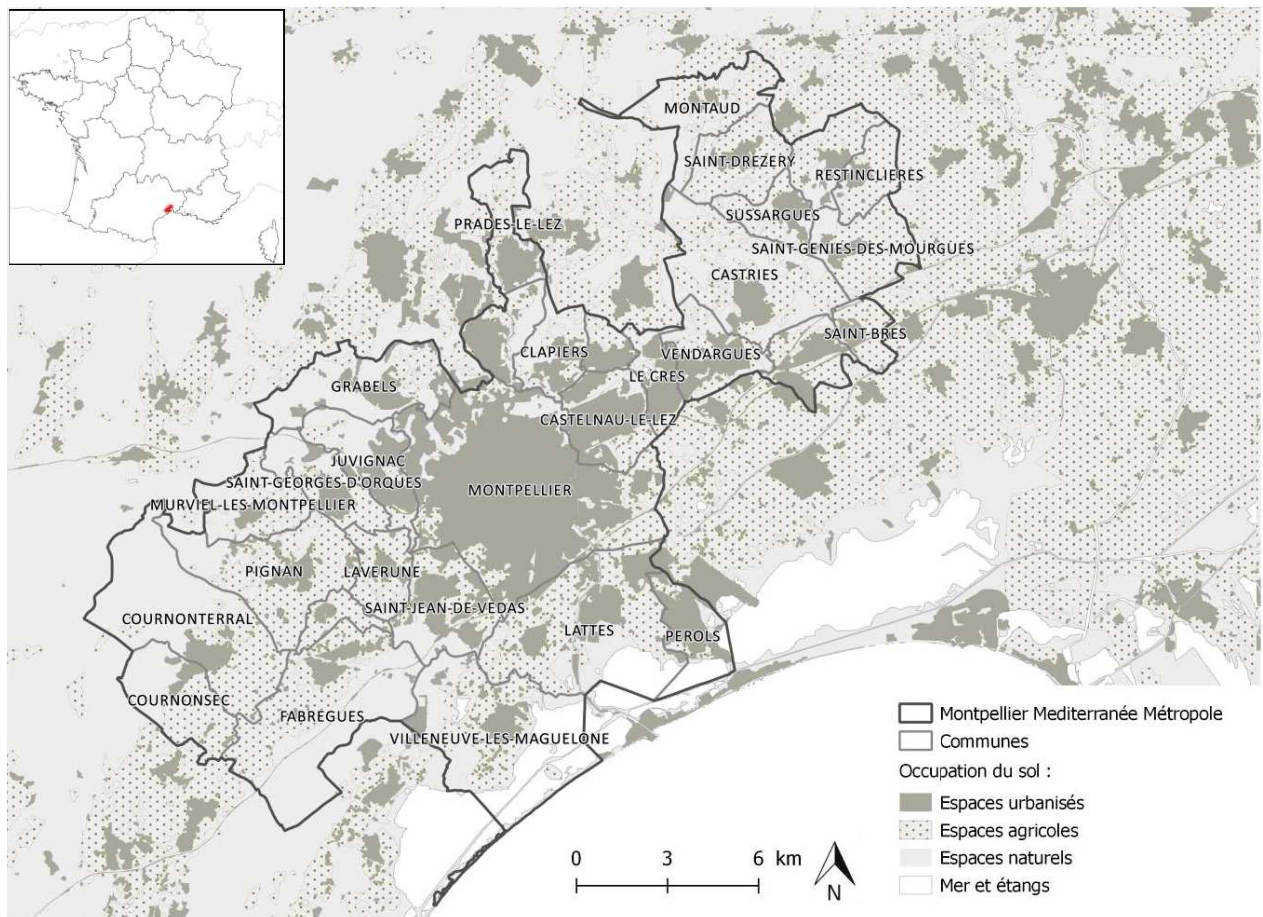 MONTAUD
SAINT-DREZERY
RESTINCLIERES
SUSSARGUES
PRADES-LE-LEZ
SAINT-GENIES-DES-MOURGUES
CASTRIES
SAINT-BRES
CLAPIERS
VENDARGUES
LE CRES
GRABELS
CASTELNAU-LE-LEZ
JUVIGNAC
SAINT-GEORGES-D'ORQUES
MONTPELLIER
MURVIEL-LES-MONTPELLIER
PIGNAN
LAVERUNE
SAINT-JEAN-DE-VEDAS
COURNONTERRAL
LATTES
PEROLS
COURNONSEC
FABREGUES
VILLENEUVE-LES-MAGUELONE
Montpellier Mediterranée Métropole
Communes
Occupation du sol :
Espaces urbanisés
Espaces agricoles
Espaces naturels
Mer et étangs
0 3 6 km
N